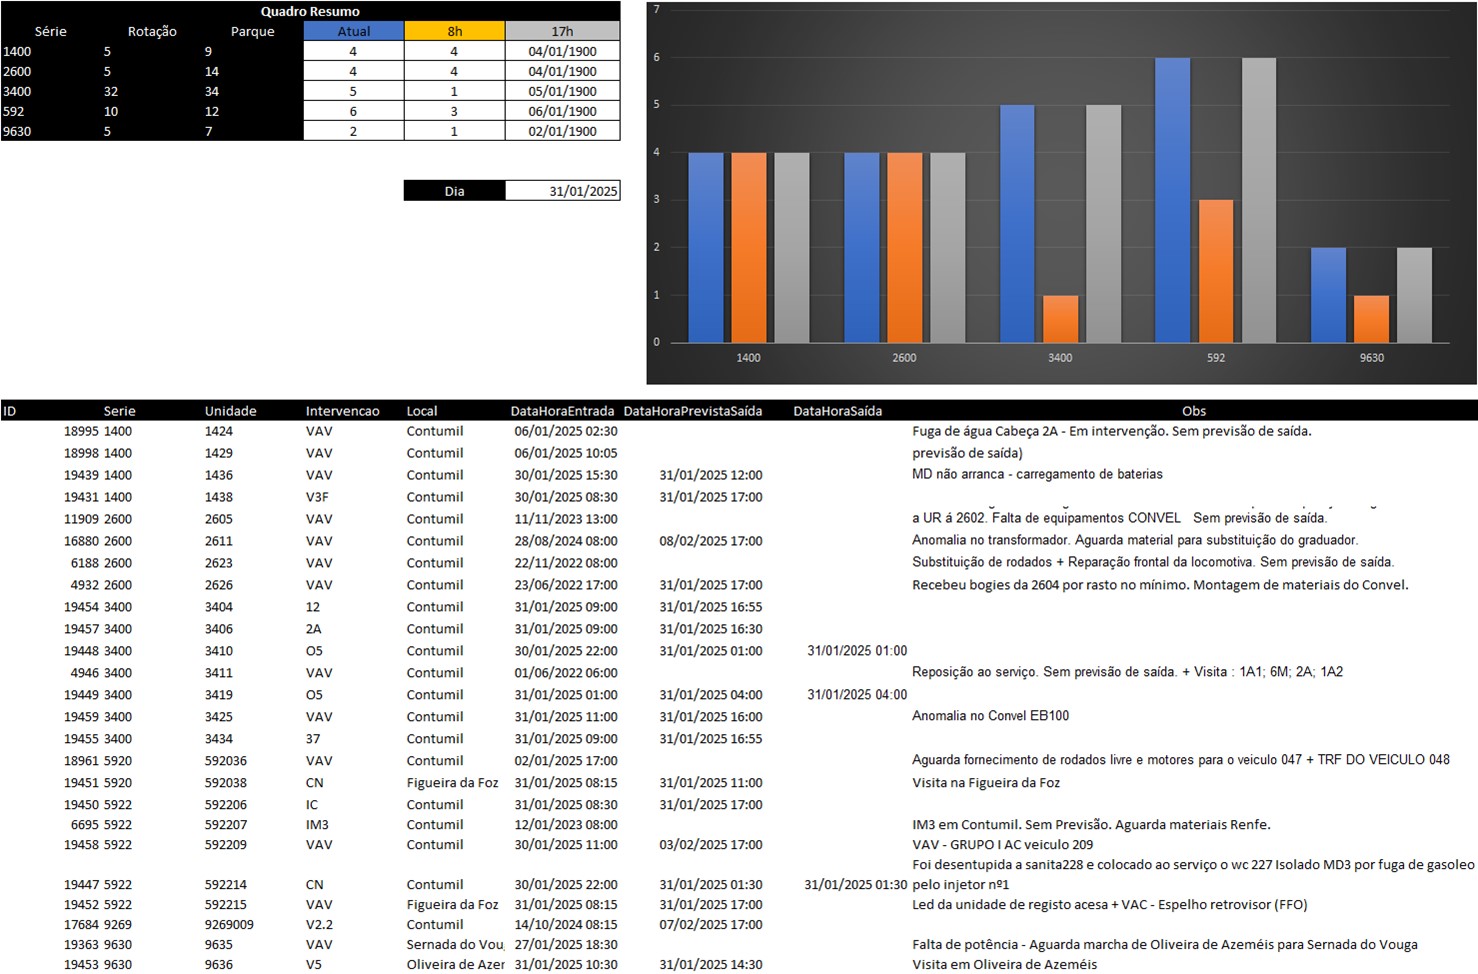 Quadro Resumo
Série Rotação Parque Atual 8h 17h
1400 5 9 4 4 04/01/1900
2600 5 14 4 4 04/01/1900
3400 32 34 5 1 05/01/1900
592 10 12 6 3 06/01/1900
9630 5 7 2 1 02/01/1900
Dia 31/01/2025
7
6
5
4
3
2
1
0
1400 2600 3400 592 9630
ID Serie Unidade Intervencao Local DataHoraEntrada DataHoraPrevistaSaída DataHoraSaída Obs
18995 1400 1424 VAV Contumil 06/01/2025 02:30 Fuga de água Cabeça 2A - Em intervenção. Sem previsão de saída.
18998 1400 1429 VAV Contumil 06/01/2025 10:05 previsão de saída)
19439 1400 1436 VAV Contumil 30/01/2025 15:30 31/01/2025 12:00 MD não arranca - carregamento de baterias
19431 1400 1438 V3F Contumil 30/01/2025 08:30 31/01/2025 17:00
11909 2600 2605 VAV Contumil 11/11/2023 13:00 a UR á 2602. Falta de equipamentos CONVEL Sem previsão de saída.
16880 2600 2611 VAV Contumil 28/08/2024 08:00 08/02/2025 17:00 Anomalia no transformador. Aguarda material para substituição do graduador.
6188 2600 2623 VAV Contumil 22/11/2022 08:00 Substituição de rodados + Reparação frontal da locomotiva. Sem previsão de saída.
4932 2600 2626 VAV Contumil 23/06/2022 17:00 31/01/2025 17:00 Recebeu bogies da 2604 por rasto no mínimo. Montagem de materiais do Convel.
19454 3400 3404 12 Contumil 31/01/2025 09:00 31/01/2025 16:55
19457 3400 3406 2A Contumil 31/01/2025 09:00 31/01/2025 16:30
19448 3400 3410 O5 Contumil 30/01/2025 22:00 31/01/2025 01:00 31/01/2025 01:00
4946 3400 3411 VAV Contumil 01/06/2022 06:00 Reposição ao serviço. Sem previsão de saída. + Visita : 1A1; 6M; 2A; 1A2
19449 3400 3419 O5 Contumil 31/01/2025 01:00 31/01/2025 04:00 31/01/2025 04:00
19459 3400 3425 VAV Contumil 31/01/2025 11:00 31/01/2025 16:00 Anomalia no Convel EB100
19455 3400 3434 37 Contumil 31/01/2025 09:00 31/01/2025 16:55
18961 5920 592036 VAV Contumil 02/01/2025 17:00 Aguarda fornecimento de rodados livre e motores para o veiculo 047 + TRF DO VEICULO 048
19451 5920 592038 CN Figueira da Foz 31/01/2025 08:15 31/01/2025 11:00 Visita na Figueira da Foz
19450 5922 592206 IC Contumil 31/01/2025 08:30 31/01/2025 17:00
6695 5922 592207 IM3 Contumil 12/01/2023 08:00 IM3 em Contumil. Sem Previsão. Aguarda materiais Renfe.
19458 5922 592209 VAV Contumil 30/01/2025 11:00 03/02/2025 17:00 VAV - GRUPO I AC veiculo 209
Foi desentupida a sanita228 e colocado ao serviço o wc 227 Isolado MD3 por fuga de gasoleo
19447 5922 592214 CN Contumil 30/01/2025 22:00 31/01/2025 01:30 31/01/2025 01:30 pelo injetor nº1
19452 5922 592215 VAV Figueira da Foz 31/01/2025 08:15 31/01/2025 17:00 Led da unidade de registo acesa + VAC - Espelho retrovisor (FFO)
17684 9269 9269009 V2.2 Contumil 14/10/2024 08:15 07/02/2025 17:00
19363 9630 9635 VAV Sernada do Vou 27/01/2025 18:30 Falta de potência - Aguarda marcha de Oliveira de Azeméis para Sernada do Vouga
19453 9630 9636 V5 Oliveira de Azer 31/01/2025 10:30 31/01/2025 14:30 Visita em Oliveira de Azeméis